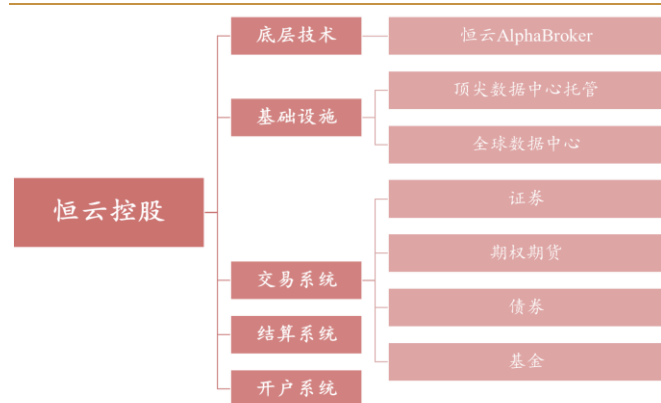 恒云控股
底层技术
恒云AlphaBroker
基础设施
顶尖数据中心托管
全球数据中心
交易系统
证券
期权期货
债券
基金
结算系统
开户系统